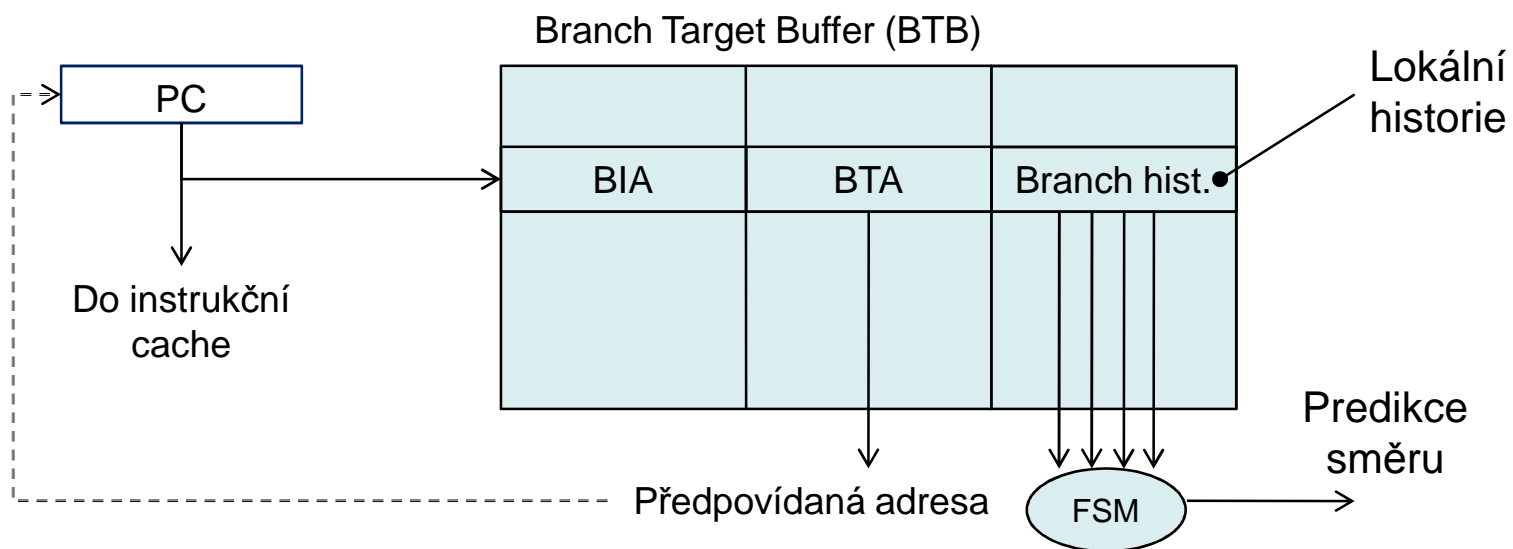 Branch Target Buffer (BTB)
Lokální
historie
PC
BIA
BTA
Branch hist.
Do instrukční
cache
Predikce
směru
Předpovídaná adresa
FSM